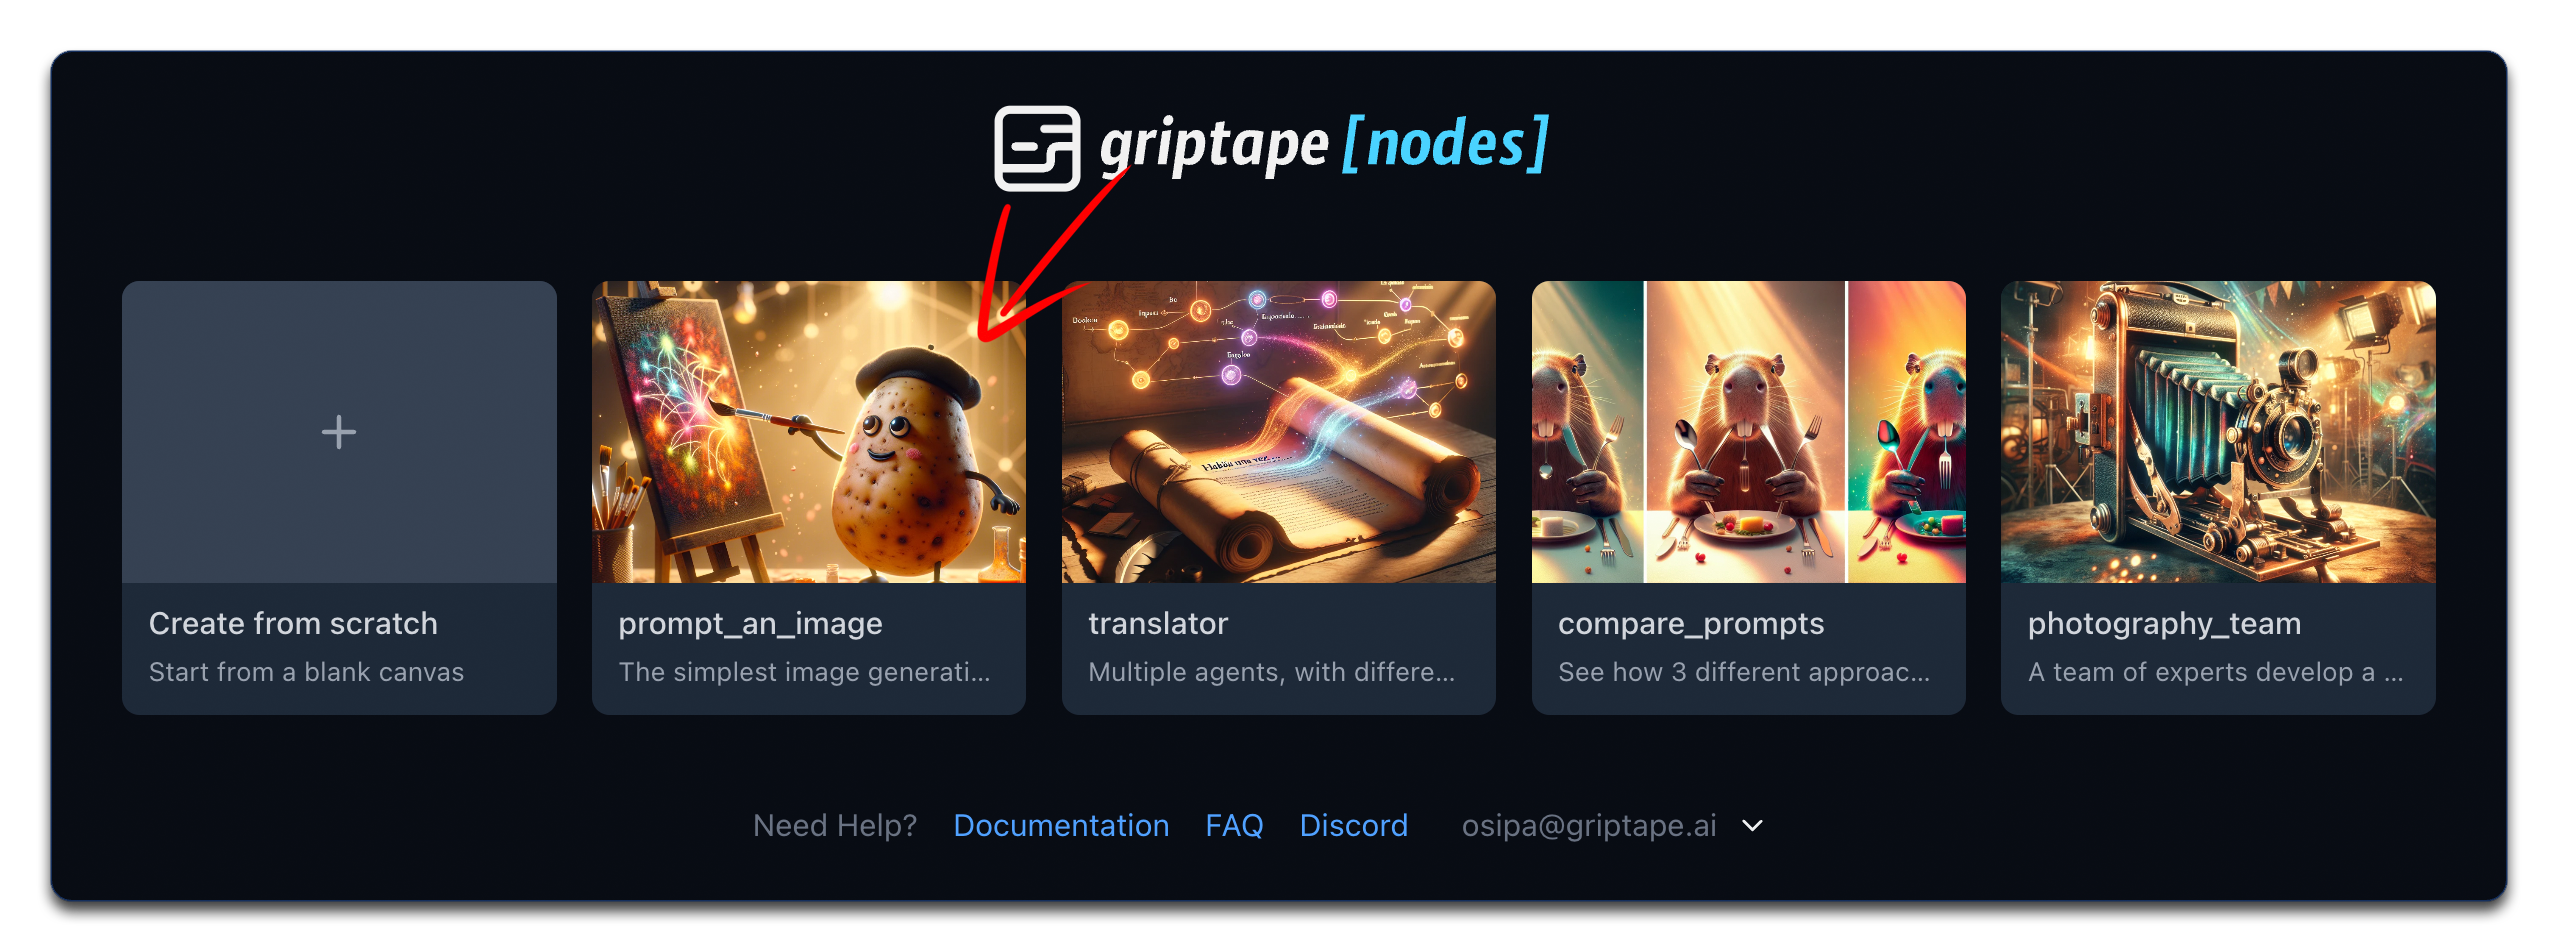 griptape [nodes]
Create from scratch
Start from a blank canvas
prompt_an_image
The simplest image generati...
translator
Multiple agents, with differe...
compare_prompts
See how 3 different approac...
photography_team
A team of experts develop a ...
Need Help? Documentation FAQ Discord osipa@griptape.ai